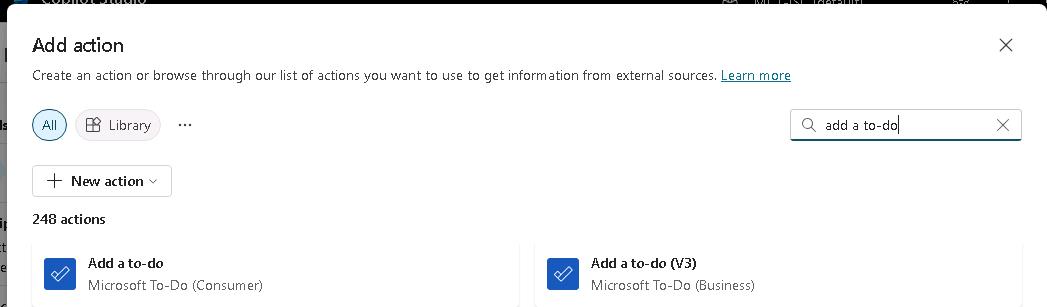 Copilot Studio
Add action
Create an action or browse through our list of actions you want to use to get information from external sources. Learn more
All
Library
add a to-do
New action
248 actions
Add a to-do
Microsoft To-Do (Consumer)
Add a to-do (V3)
Microsoft To-Do (Business)